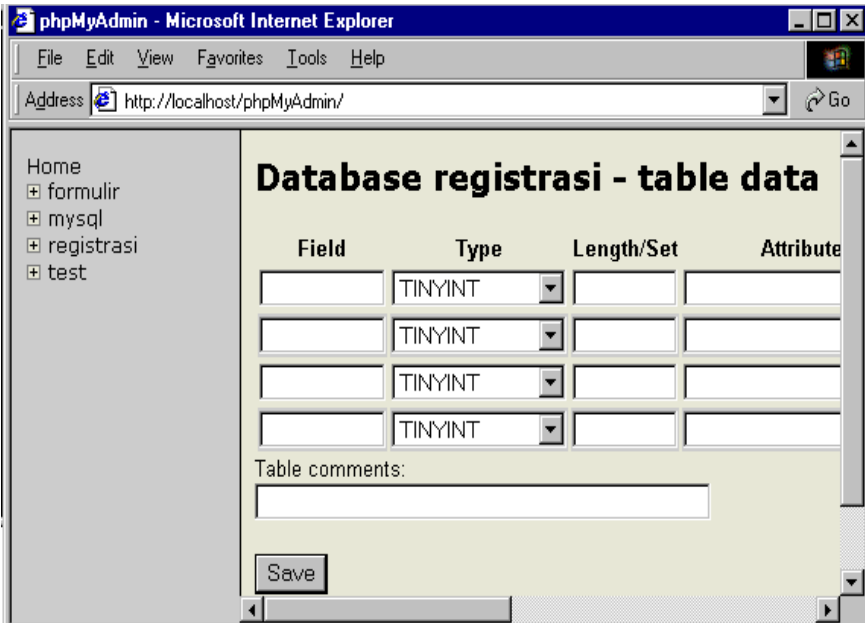 phpMyAdmin - Microsoft Internet Explorer
File Edit View Favorites Tools Help
Address http://localhost/phpMyAdmin/ Go
Home
formulir
mysql
registrasi
test
Database registrasi - table data
Field Type Length/Set Attribute
TINYINT
TINYINT
TINYINT
TINYINT
Table comments:
Save